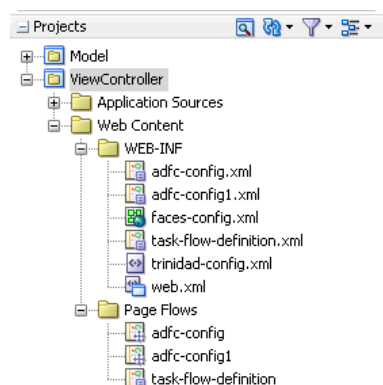 Projects
Model
ViewController
Application Sources
Web Content
WEB-INF
adfc-config.xml
adfc-config1.xml
faces-config.xml
task-flow-definition.xml
trinidad-config.xml
web.xml
Page Flows
adfc-config
adfc-config1
task-flow-definition